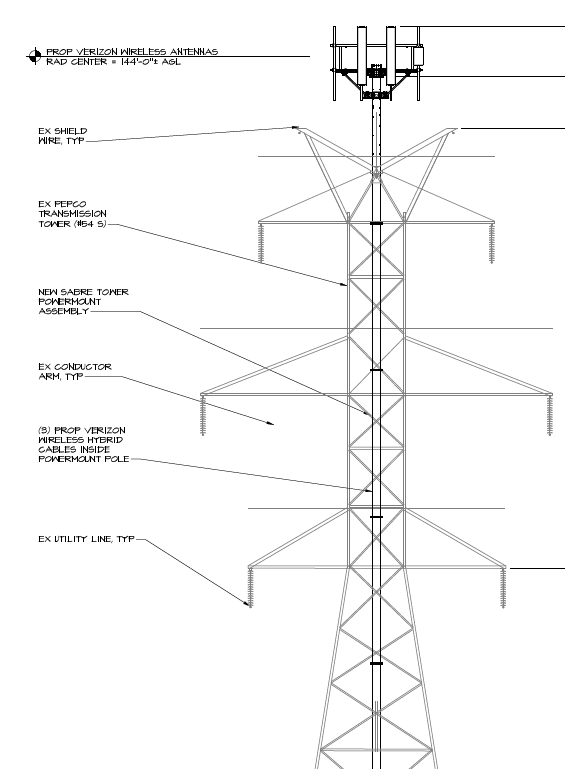 PROP VERIZON WIRELESS ANTENNAS
RAD CENTER = 144'-0"± AGL
EX SHIELD
WIRE, TYP
EX PEPCO
TRANSMISSION
TOWER (#54 S)
NEW SABRE TOWER
POWERMOUNT
ASSEMBLY
EX CONDUCTOR
ARM, TYP
(3) PROP VERIZON
WIRELESS HYBRID
CABLES INSIDE
POWERMOUNT POLE
EX UTILITY LINE, TYP